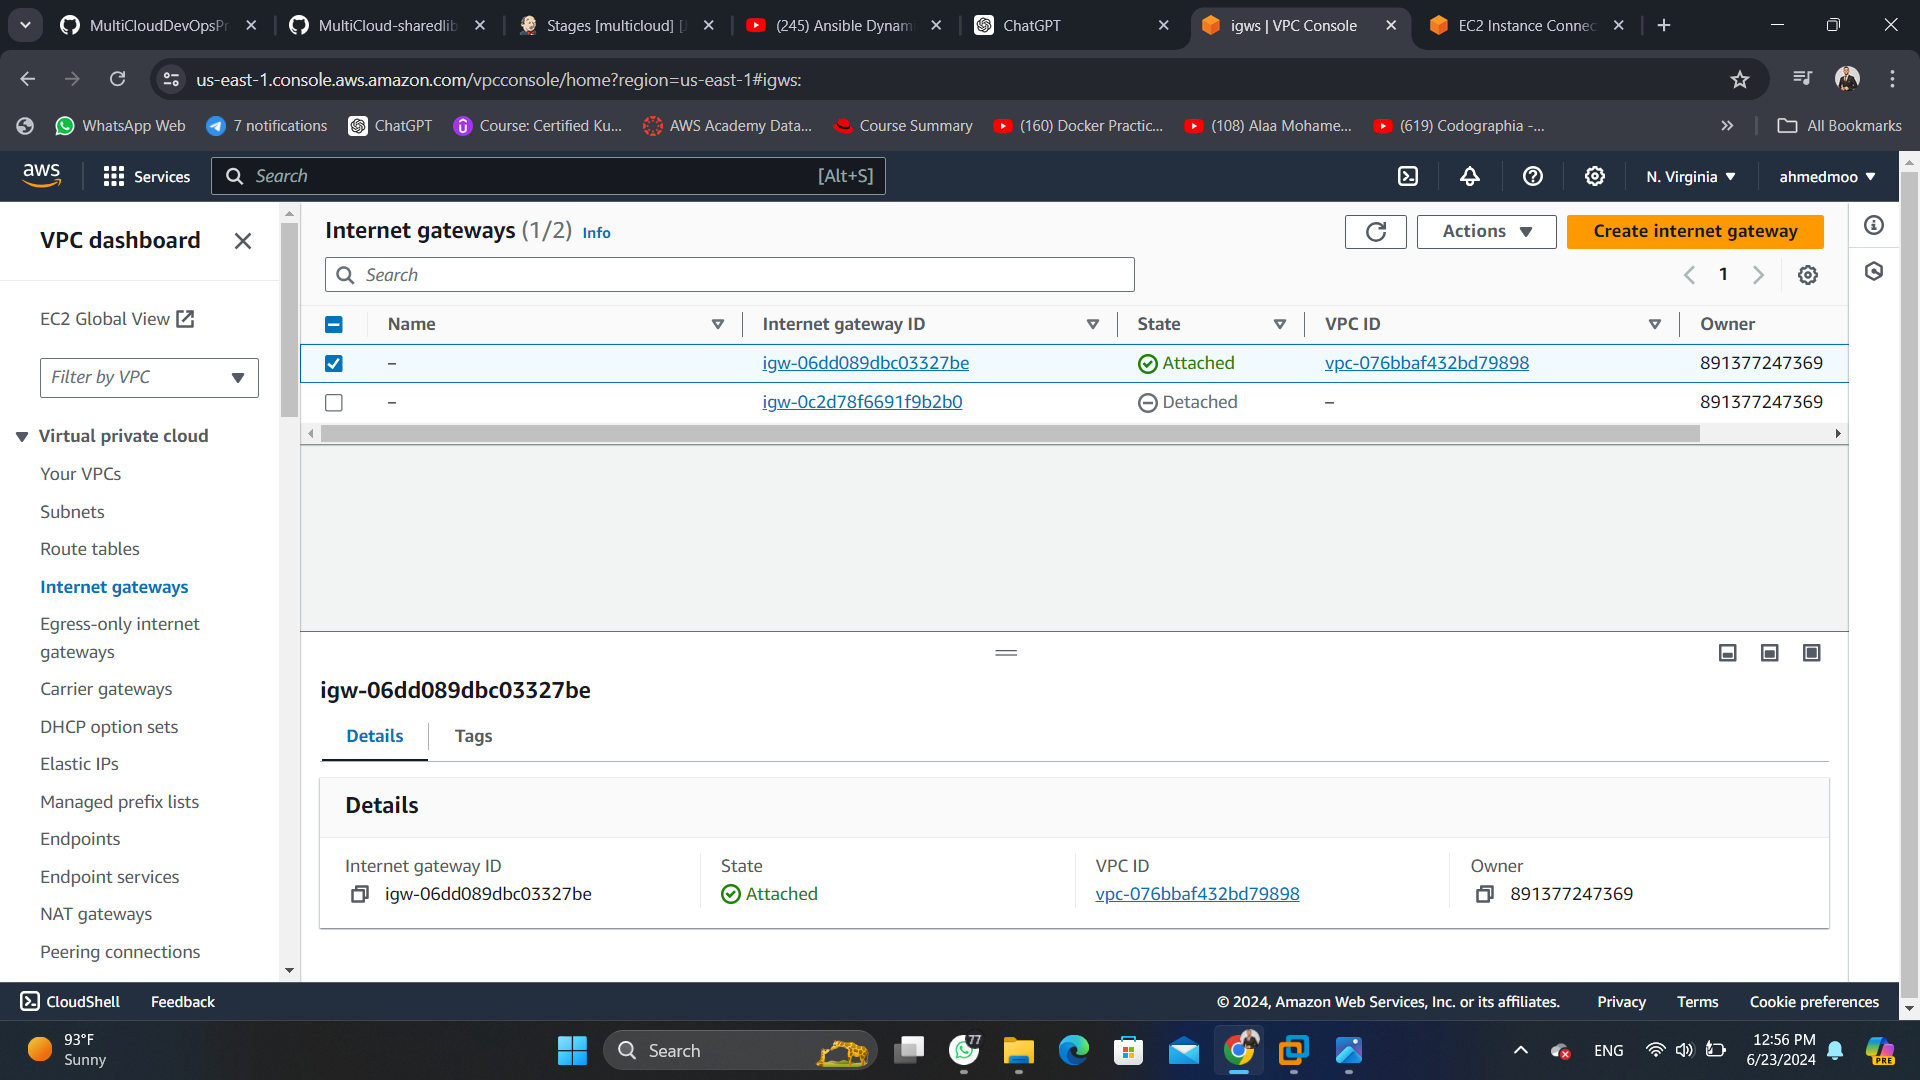 MultiCloudDevOpsPr
MultiCloud-sharedlib
Stages [multicloud] [J
(245) Ansible Dynami
ChatGPT
igws | VPC Console
EC2 Instance Connec
us-east-1.console.aws.amazon.com/vpcconsole/home?region=us-east-1#igws:
WhatsApp Web
7 notifications
ChatGPT
Course: Certified Ku...
AWS Academy Data...
Course Summary
(160) Docker Practic...
(108) Alaa Mohame...
(619) Codographia -...
All Bookmarks
aws
Services
Search
[Alt+S]
N. Virginia
ahmedmoo
VPC dashboard
EC2 Global View
Filter by VPC
Virtual private cloud
Your VPCs
Subnets
Route tables
Internet gateways
Egress-only internet
gateways
Carrier gateways
DHCP option sets
Elastic IPs
Managed prefix lists
Endpoints
Endpoint services
NAT gateways
Peering connections
Internet gateways (1/2) Info
Actions
Create internet gateway
Search
1
Name Internet gateway ID State VPC ID Owner
– igw-06dd089dbc03327be Attached vpc-076bbaf432bd79898 891377247369
– igw-0c2d78f6691f9b2b0 Detached – 891377247369
igw-06dd089dbc03327be
Details Tags
Details
Internet gateway ID State VPC ID Owner
igw-06dd089dbc03327be Attached vpc-076bbaf432bd79898 891377247369
CloudShell Feedback
© 2024, Amazon Web Services, Inc. or its affiliates. Privacy Terms Cookie preferences
93°F
Sunny
Search
77
ENG
12:56 PM
6/23/2024
PRE